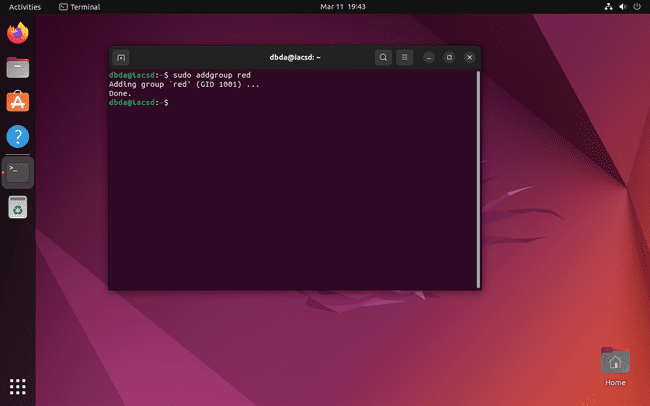 Activities
Terminal
Mar 11 19:43
dbda@iacsd: ~
dbda@iacsd:~$ sudo addgroup red
Adding group `red' (GID 1001) ...
Done.
dbda@iacsd:~$
Home